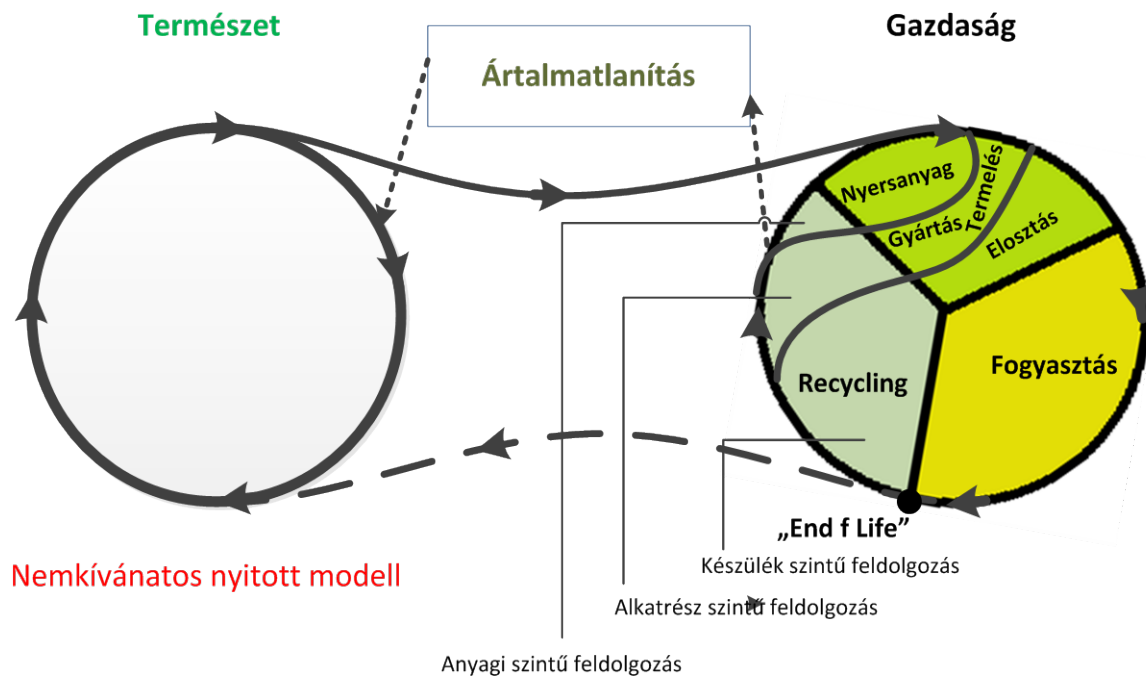 Természet
Gazdaság
Ártalmatlanítás
Nyersanyag
Termelés
Gyártás
Elosztás
Recycling
Fogyasztás
„End f Life”
Készülék szintű feldolgozás
Nemkívánatos nyitott modell
Alkatrész szintű feldolgozás
Anyagi szintű feldolgozás